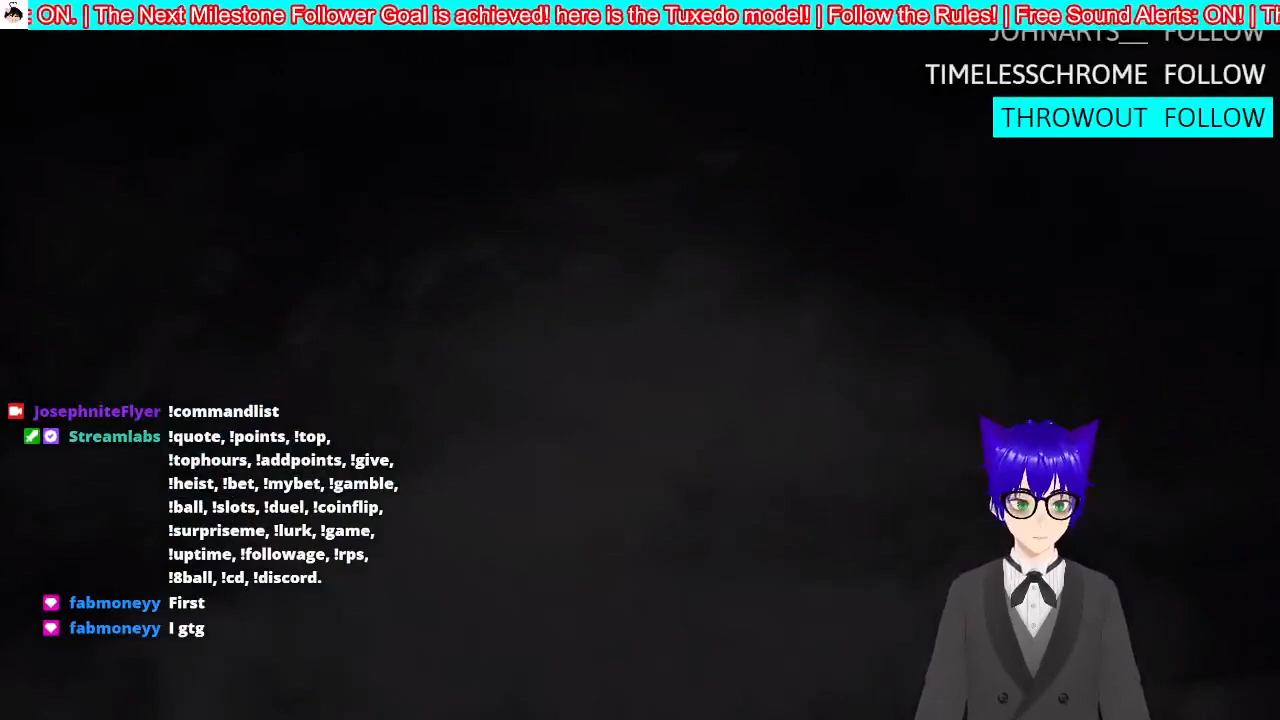 : ON. | The Next Milestone Follower Goal is achieved! here is the Tuxedo model! | Follow the Rules! | Free Sound Alerts: ON! | Th
JOHNARTS__ FOLLOW
TIMELESSCHROME FOLLOW
THROWOUT FOLLOW
JosephniteFlyer !commandlist
Streamlabs !quote, !points, !top,
!tophours, !addpoints, !give,
!heist, !bet, !mybet, !gamble,
!ball, !slots, !duel, !coinflip,
!surpriseme, !lurk, !game,
!uptime, !followage, !rps,
!8ball, !cd, !discord.
fabmoneyy First
fabmoneyy I gtg